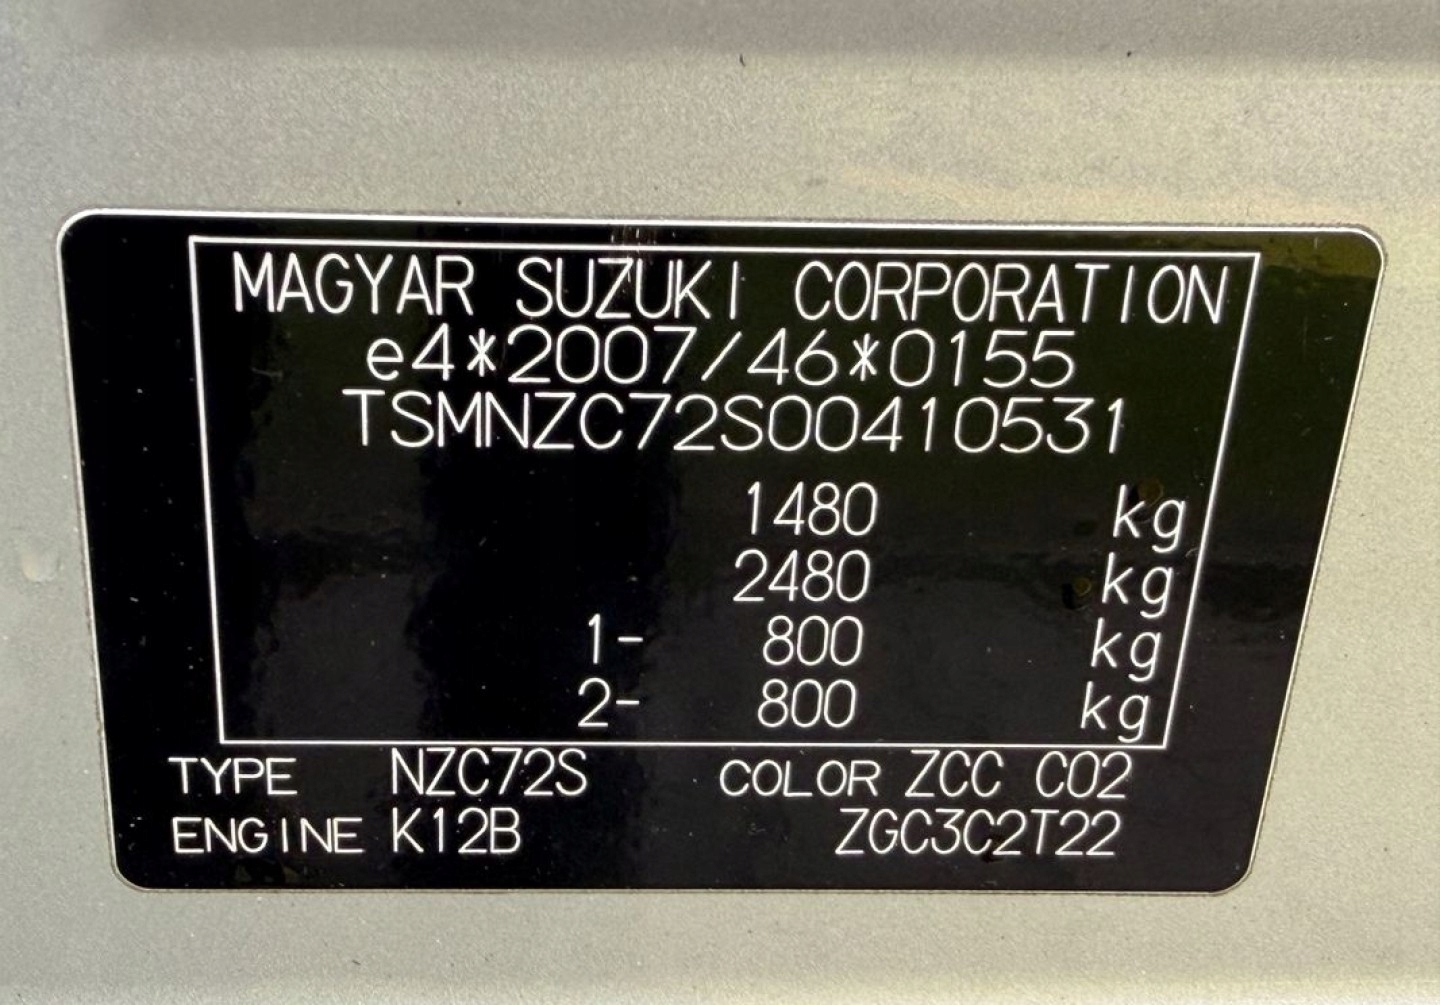 MAGYAR SUZUKI CORPORATION
e4*2007/46*0155
TSMNZC72S00410531
1480 kg
2480 kg
1- 800 kg
2- 800 kg
TYPE NZC72S COLOR ZCC C02
ENGINE K12B ZGC3C2T22